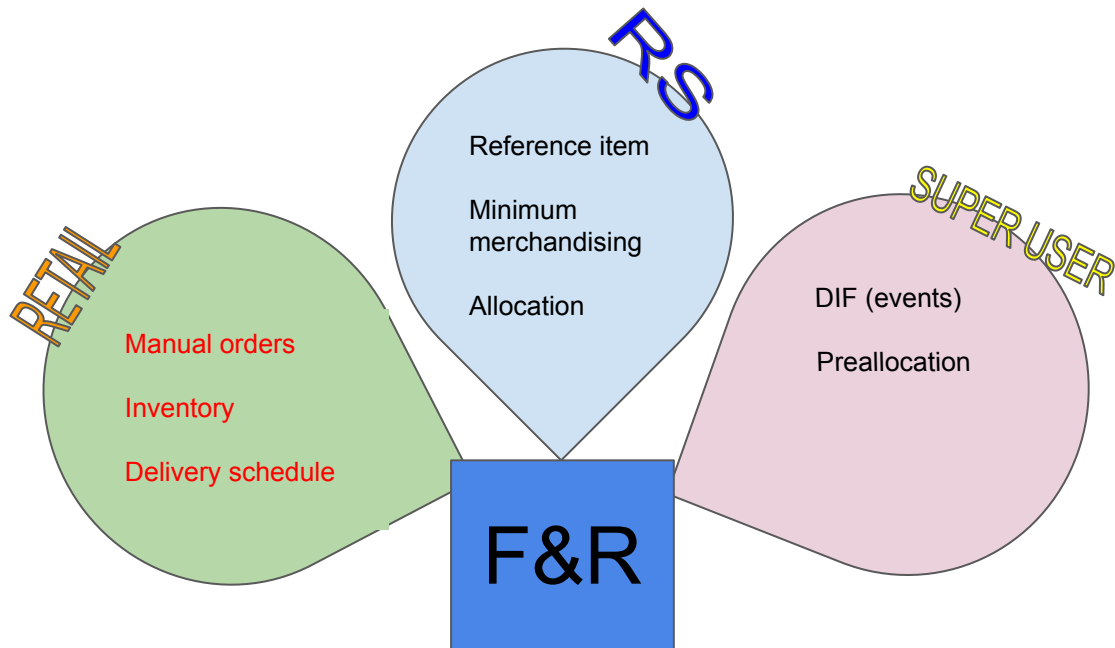 RETAIL
Manual orders
Inventory
Delivery schedule
RS
Reference item
Minimum
merchandising
Allocation
SUPER USER
DIF (events)
Preallocation
F&R